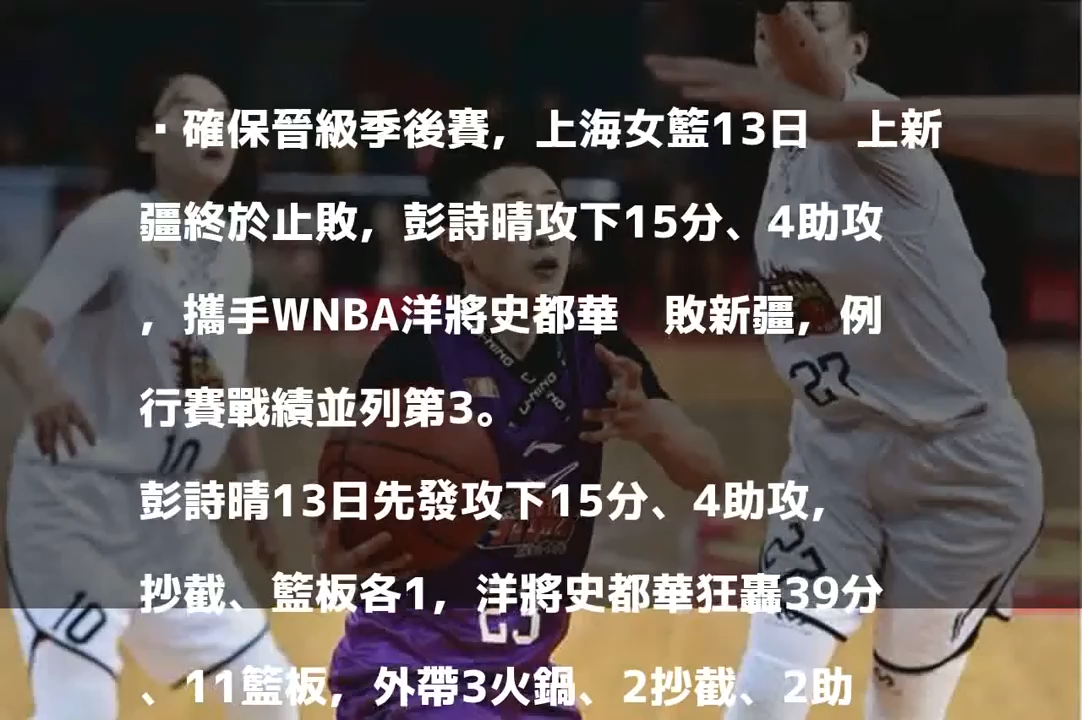 ▪確保晉級季後賽，上海女籃13日　上新
疆終於止敗，彭詩晴攻下15分、4助攻
，攜手WNBA洋將史都華　敗新疆，例
行賽戰績並列第3。
彭詩晴13日先發攻下15分、4助攻，
抄截、籃板各1，洋將史都華狂轟39分
、11籃板，外帶3火鍋、2抄截、2助
27
10
10
23